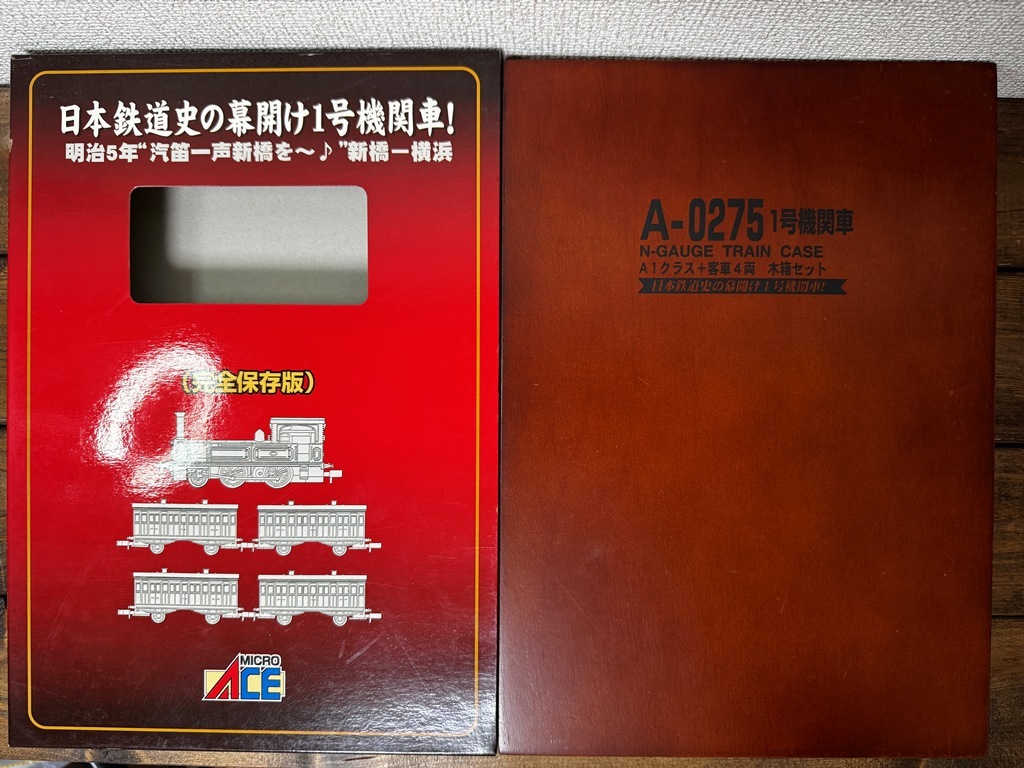 日本鉄道史の幕開け1号機関車!
明治5年“汽笛一声新橋を～♪”新橋－横浜
(完全保存版)
MICRO
ACE
A-0275 1号機関車
N-GAUGE TRAIN CASE
A1クラス+客車4両 木箱セット
日本鉄道史の幕開け1号機関車!